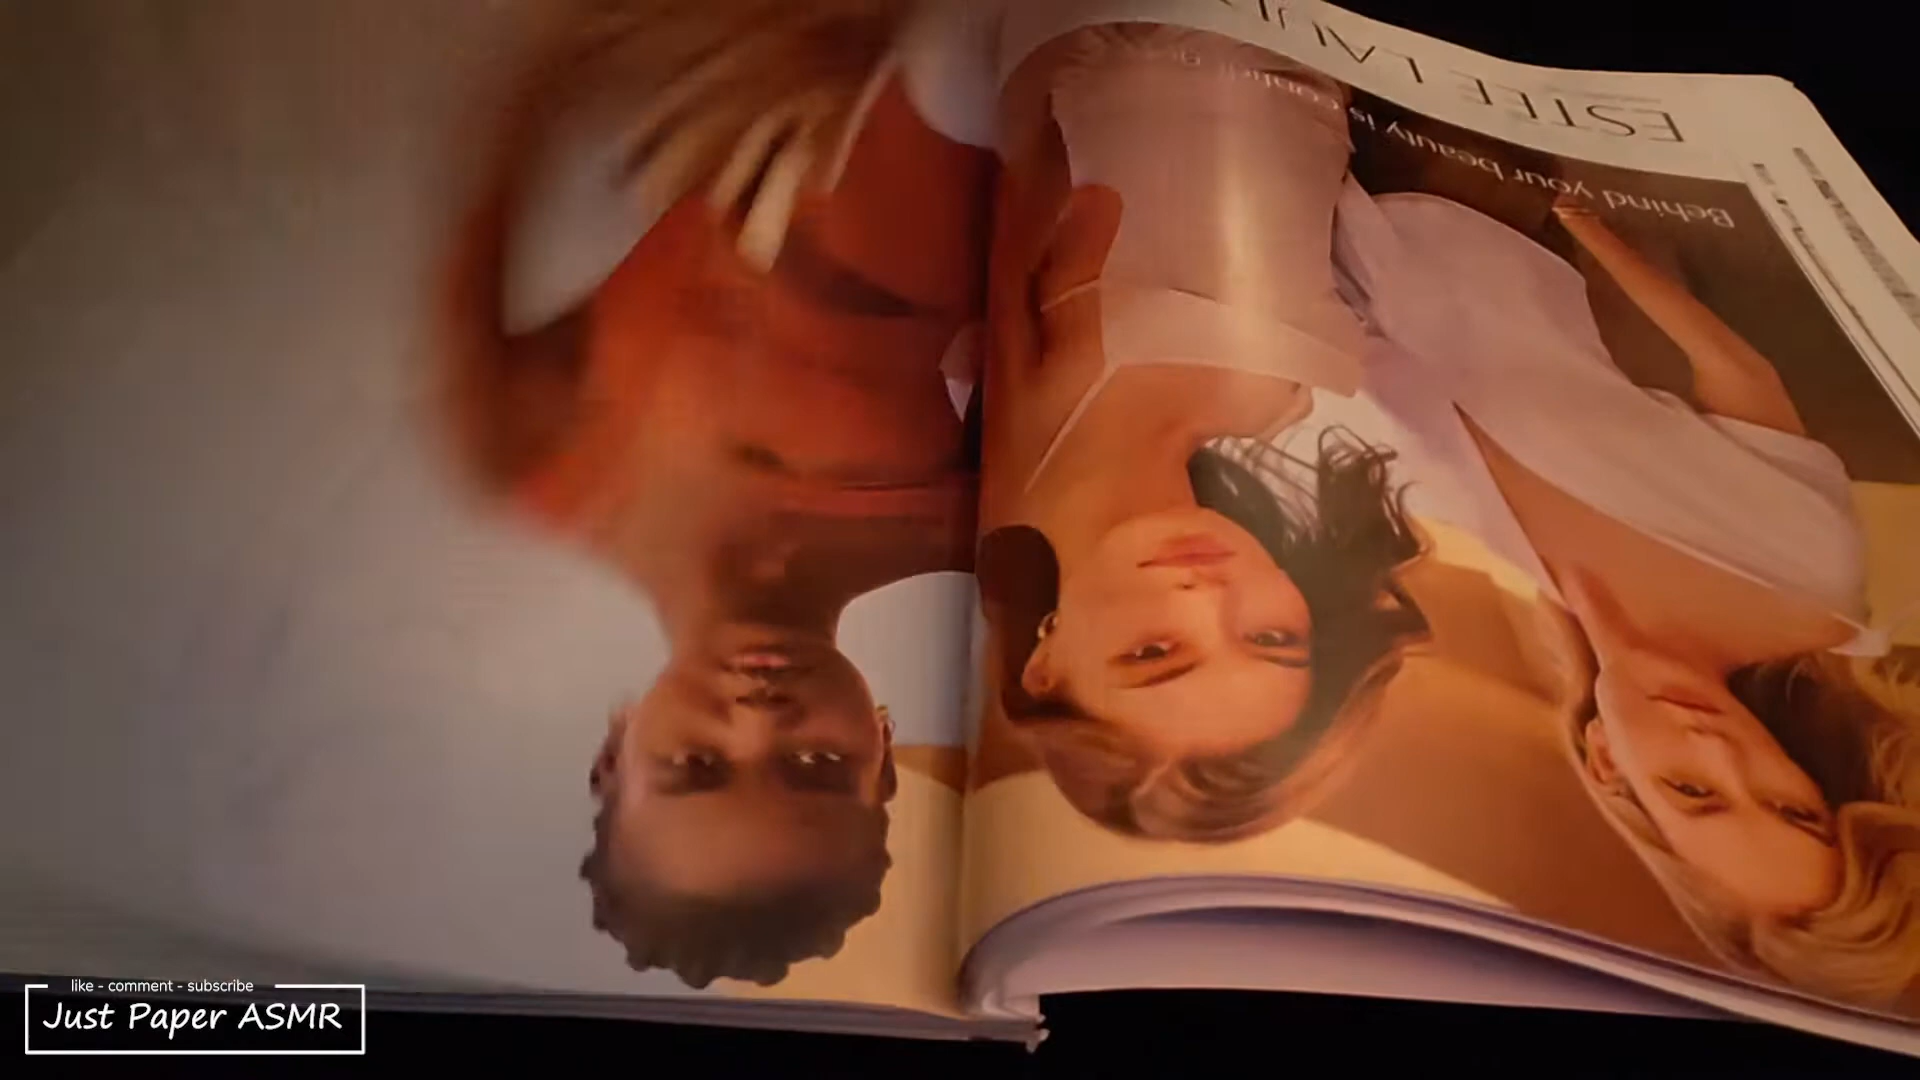 ESTEE LAU
Behind your beauty is
like - comment - subscribe
Just Paper ASMR